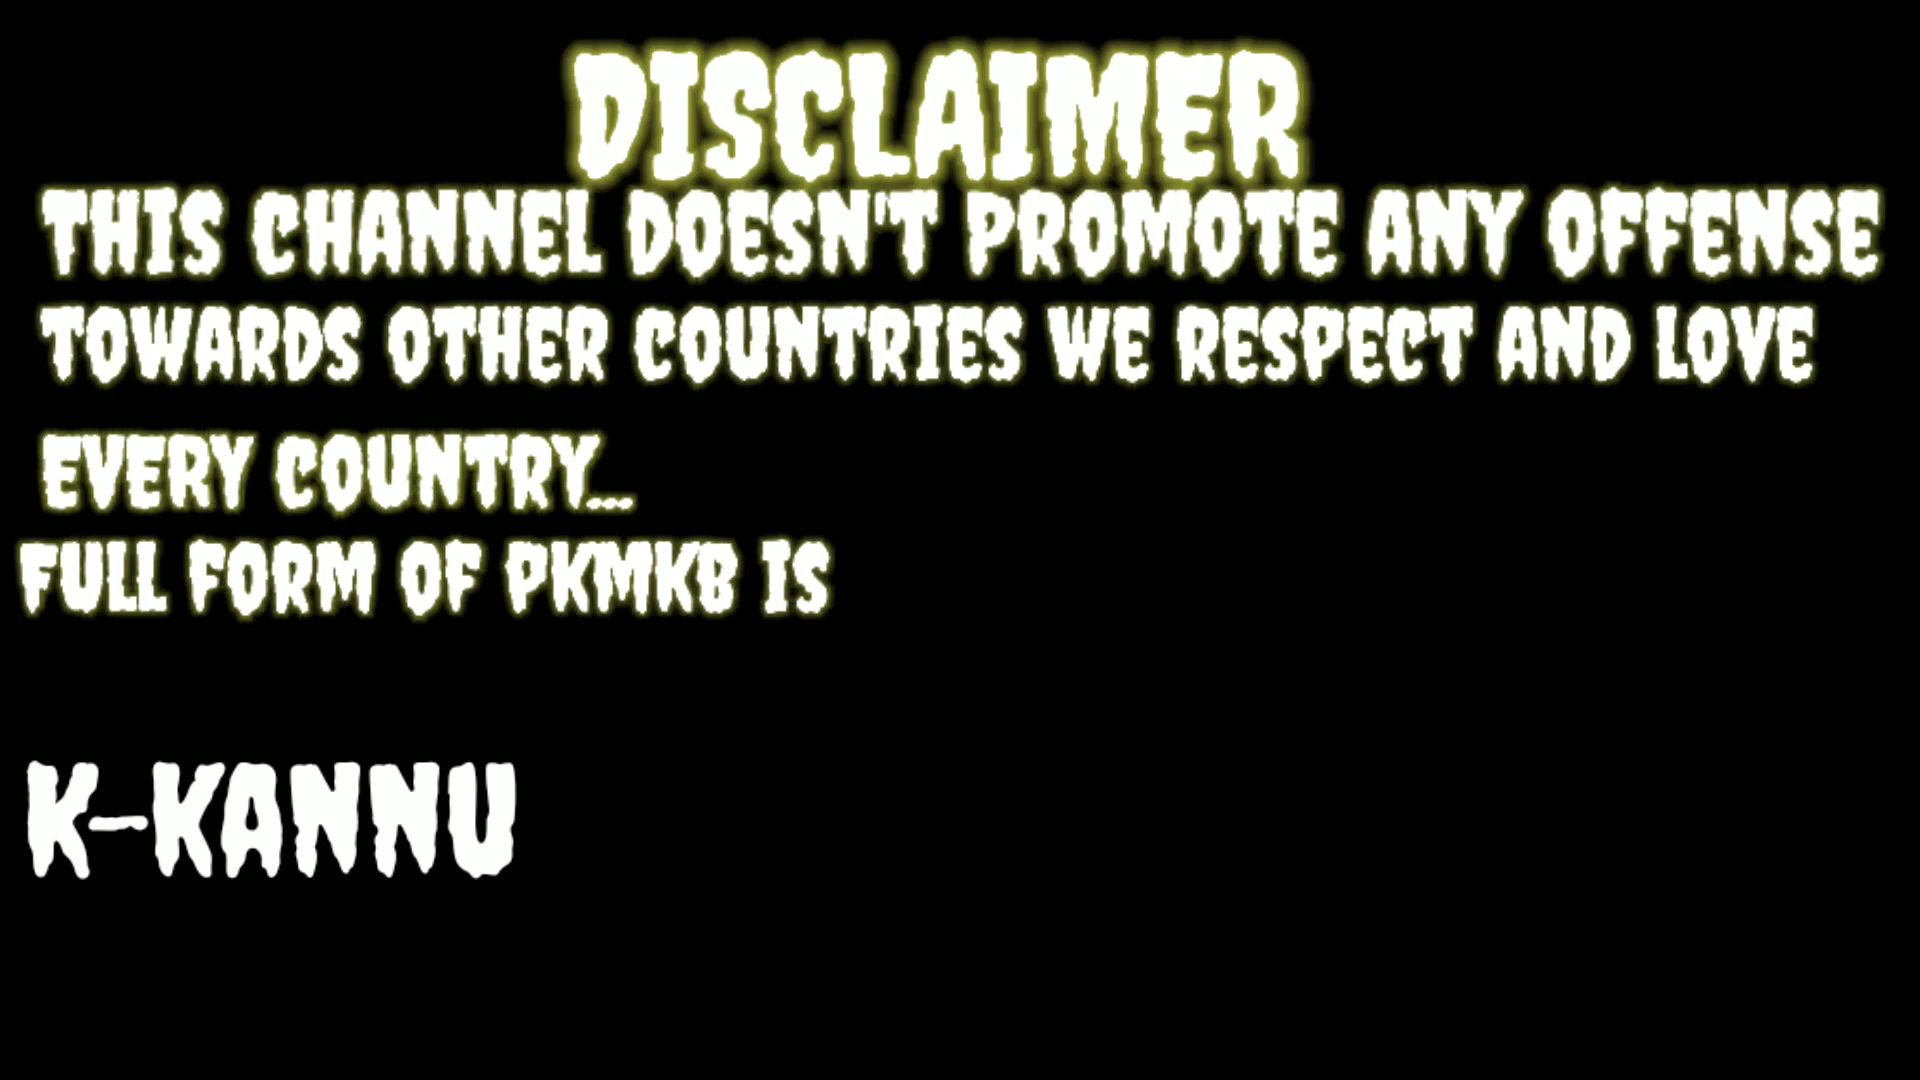 DISCLAIMER
THIS CHANNEL DOESN'T PROMOTE ANY OFFENSE
TOWARDS OTHER COUNTRIES WE RESPECT AND LOVE
EVERY COUNTRY...
FULL FORM OF PKMKB IS
K-KANNU